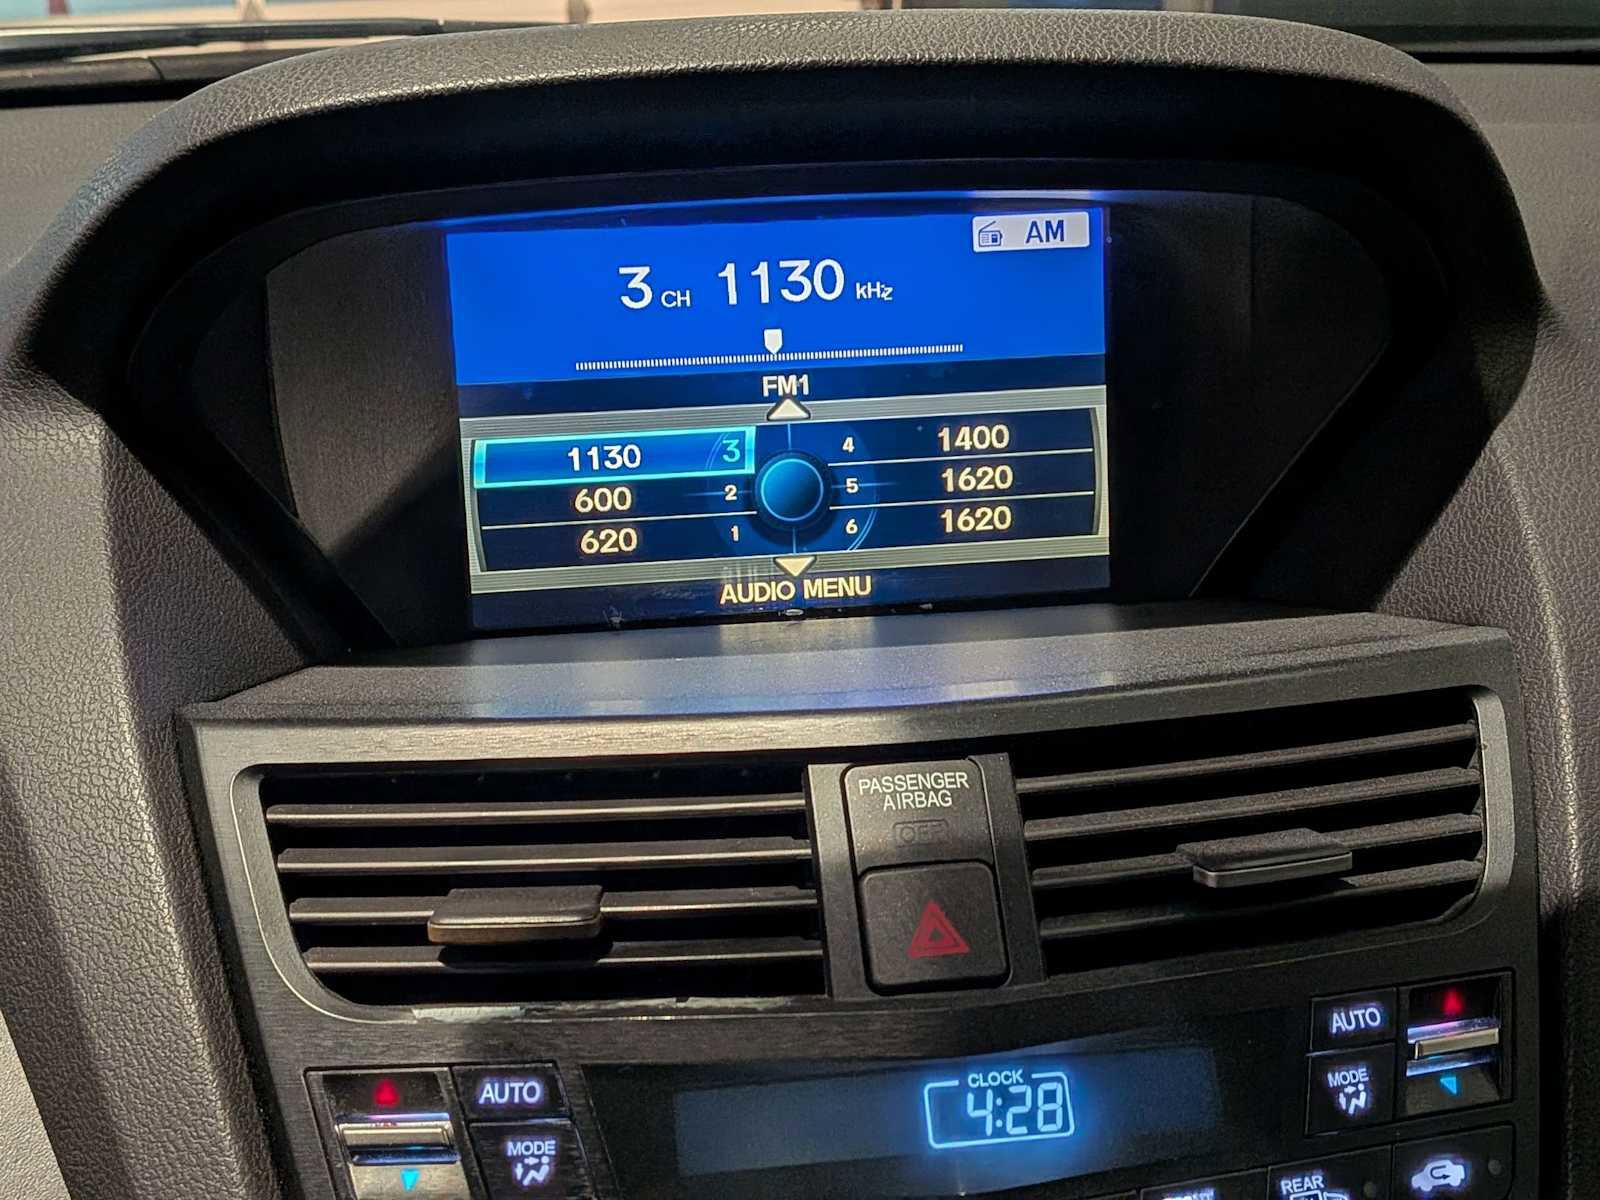 AM
3 CH 1130 kHz
FM1
1130 3 4 1400
600 2 5 1620
620 1 6 1620
AUDIO MENU
PASSENGER
AIRBAG
OFF
AUTO
CLOCK
4:28
MODE
AUTO
MODE
REAR